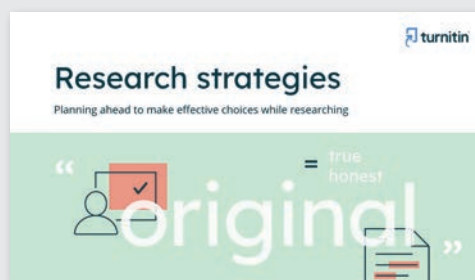 turnitin
Research strategies
Planning ahead to make effective choices while researching
“
= true
honest
original
”